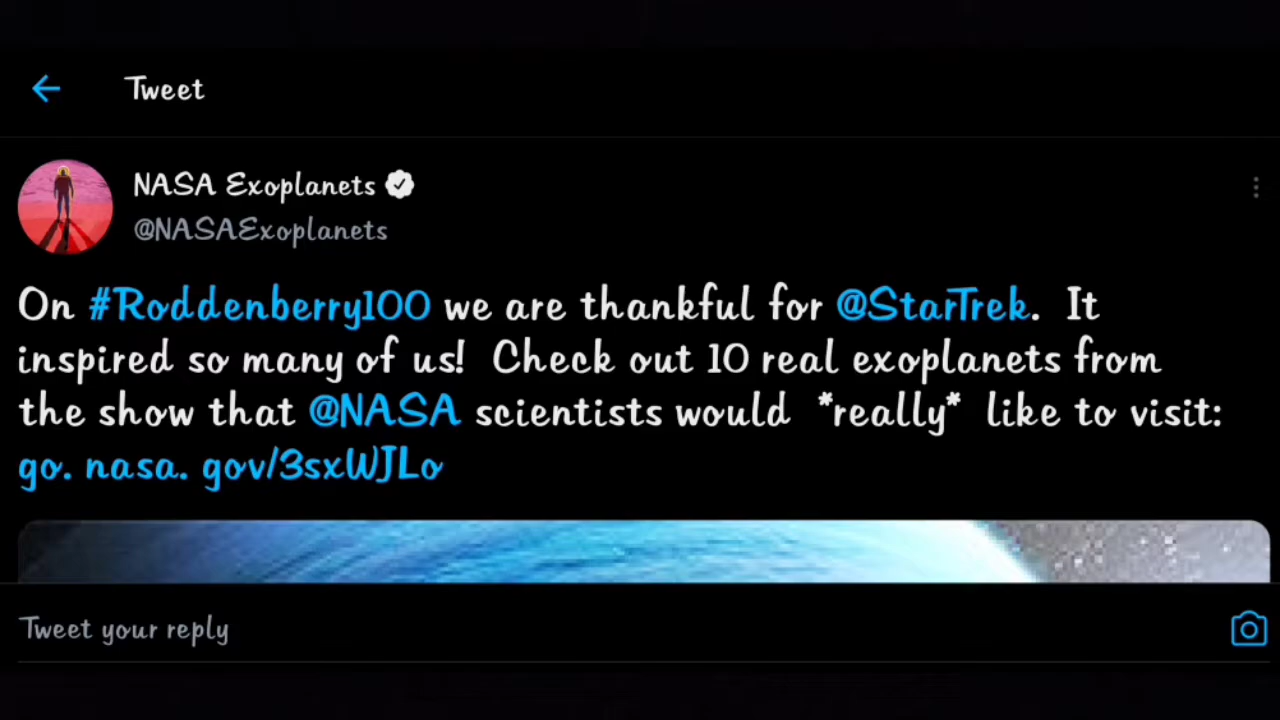 Tweet
NASA Exoplanets
@NASAExoplanets
On #Roddenberry100 we are thankful for @StarTrek. It
inspired so many of us! Check out 10 real exoplanets from
the show that @NASA scientists would *really* like to visit:
go. nasa. gov/3sxWJLo
Tweet your reply